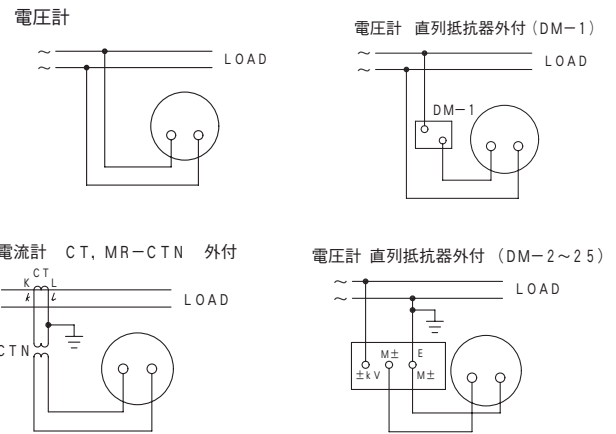 電圧計
～
～
LOAD
電圧計 直列抵抗器外付(DM-1)
～
～
LOAD
DM-1
電流計 CT, MR-CTN 外付
CT
K L
k ℓ
LOAD
CTN
電圧計 直列抵抗器外付 (DM-2~25)
～
～
LOAD
M± E
±kV M±